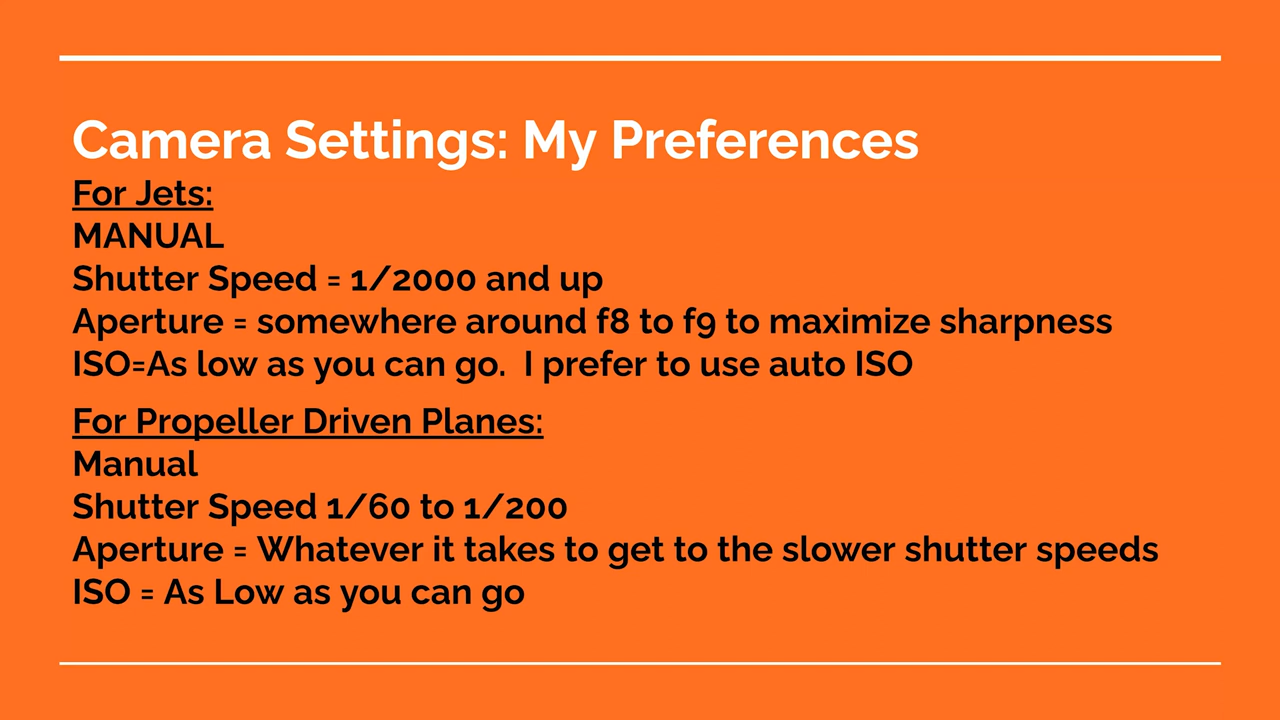 Camera Settings: My Preferences
For Jets:
MANUAL
Shutter Speed = 1/2000 and up
Aperture = somewhere around f8 to f9 to maximize sharpness
ISO=As low as you can go.  I prefer to use auto ISO
For Propeller Driven Planes:
Manual
Shutter Speed 1/60 to 1/200
Aperture = Whatever it takes to get to the slower shutter speeds
ISO = As Low as you can go